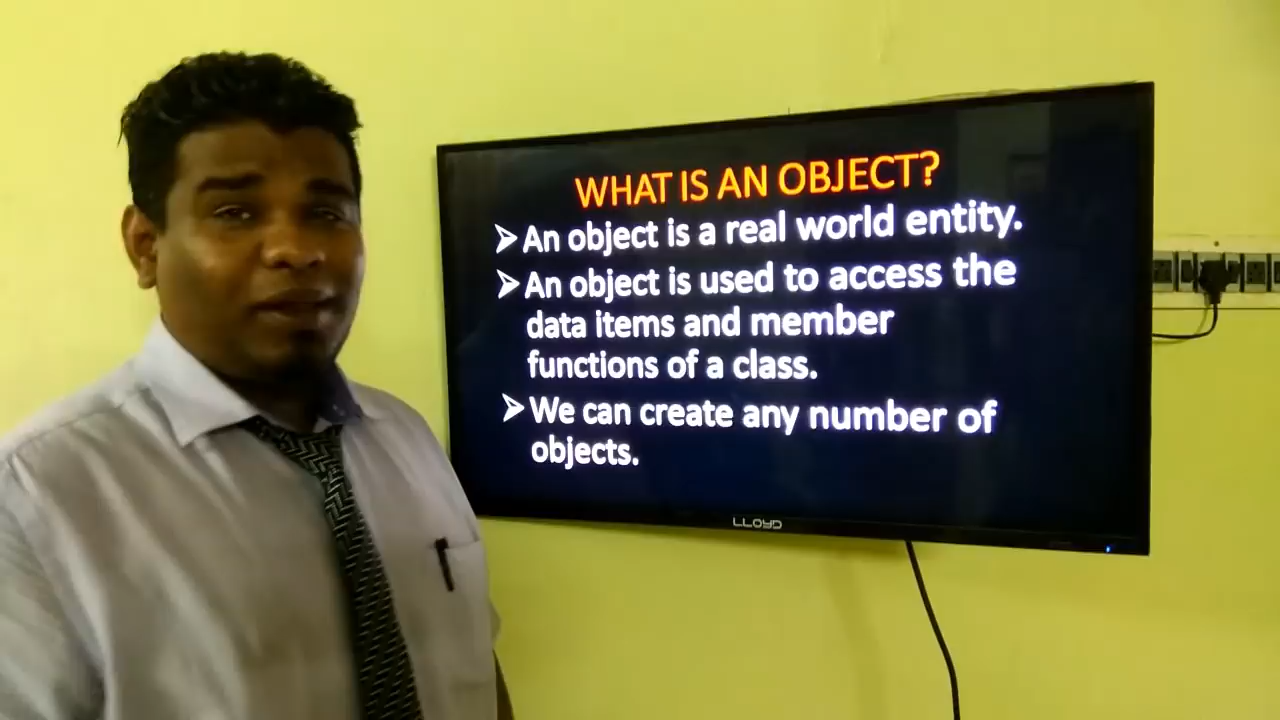 WHAT IS AN OBJECT?
➢An object is a real world entity.
➢An object is used to access the
data items and member
functions of a class.
➢We can create any number of
objects.
LLOYD